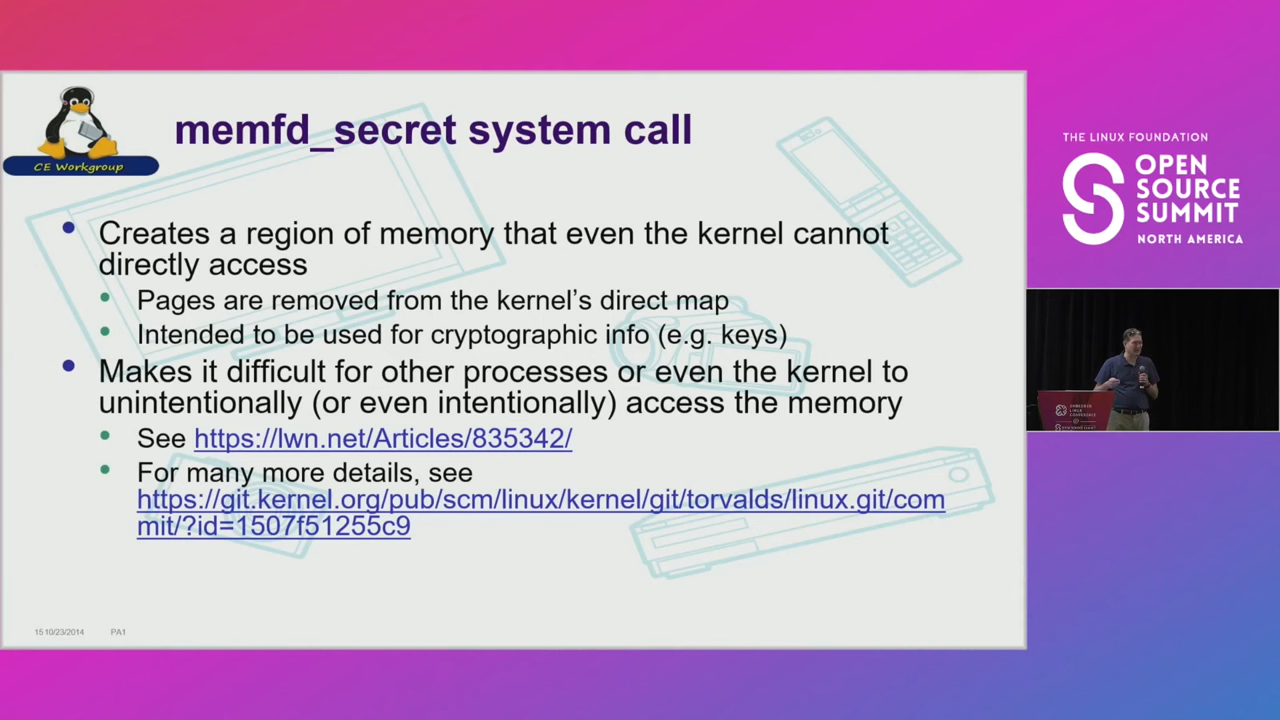 memfd_secret system call
CE Workgroup
Creates a region of memory that even the kernel cannot
directly access
Pages are removed from the kernel's direct map
Intended to be used for cryptographic info (e.g. keys)
Makes it difficult for other processes or even the kernel to
unintentionally (or even intentionally) access the memory
See https://lwn.net/Articles/835342/
For many more details, see
https://git.kernel.org/pub/scm/linux/kernel/git/torvalds/linux.git/com
mit/?id=1507f51255c9
15 10/23/2014 PA1
THE LINUX FOUNDATION
OPEN
SOURCE
SUMMIT
NORTH AMERICA
EMBEDDED
LINUX
CONFERENCE